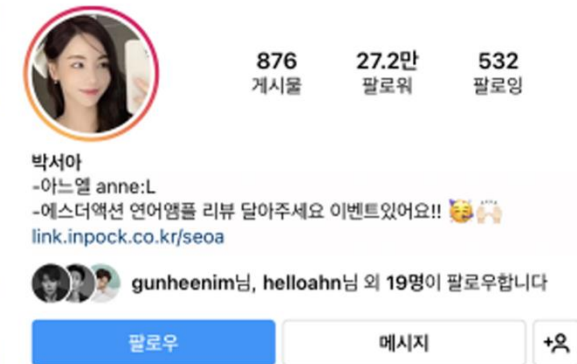 876 27.2만 532
게시물 팔로워 팔로잉
박서아
-아느엘 anne:L
-에스더액션 연어앰플 리뷰 달아주세요 이벤트있어요!! 🥳🙌🏻
link.inpock.co.kr/seoa
gunheenim님, helloahn님 외 19명이 팔로우합니다
팔로우 메시지